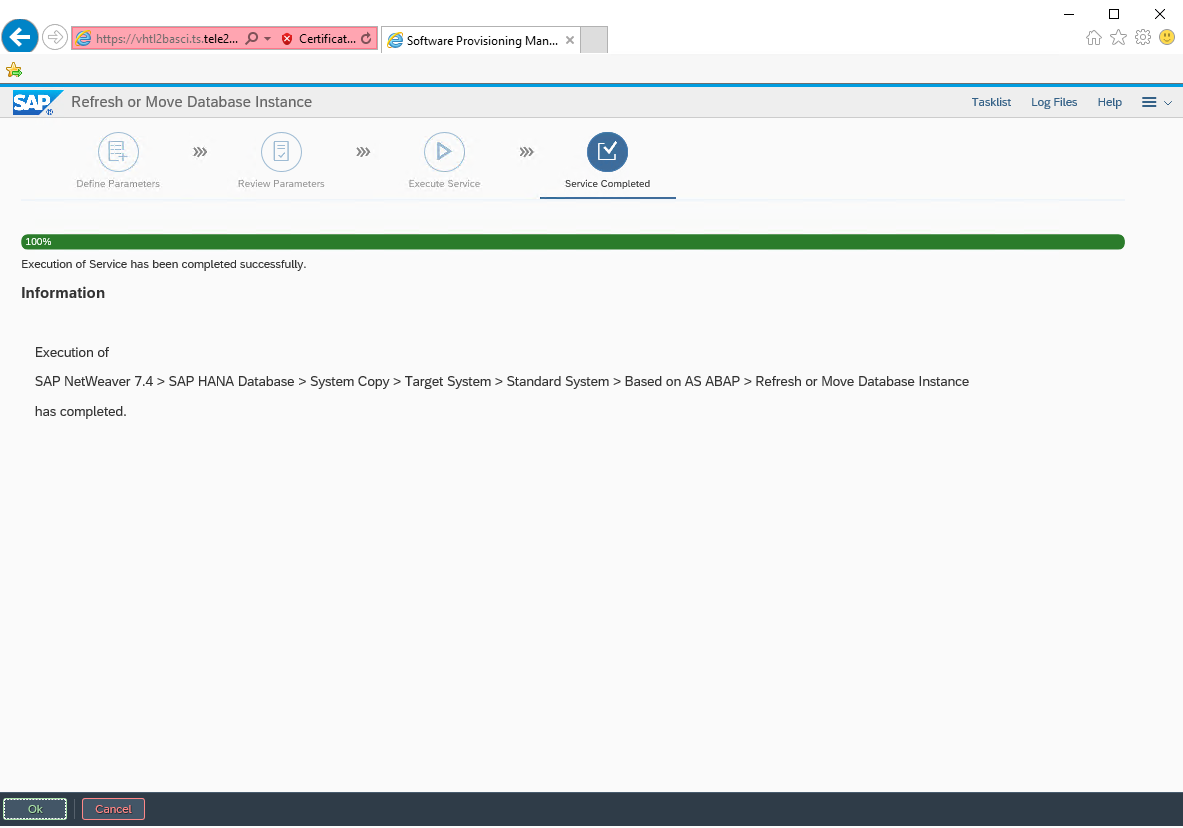 https://vhtl2basci.ts.tele2... Certificat... Software Provisioning Man...
SAP Refresh or Move Database Instance Tasklist Log Files Help
Define Parameters Review Parameters Execute Service Service Completed
100%
Execution of Service has been completed successfully.
Information
Execution of
SAP NetWeaver 7.4 > SAP HANA Database > System Copy > Target System > Standard System > Based on AS ABAP > Refresh or Move Database Instance
has completed.
Ok Cancel